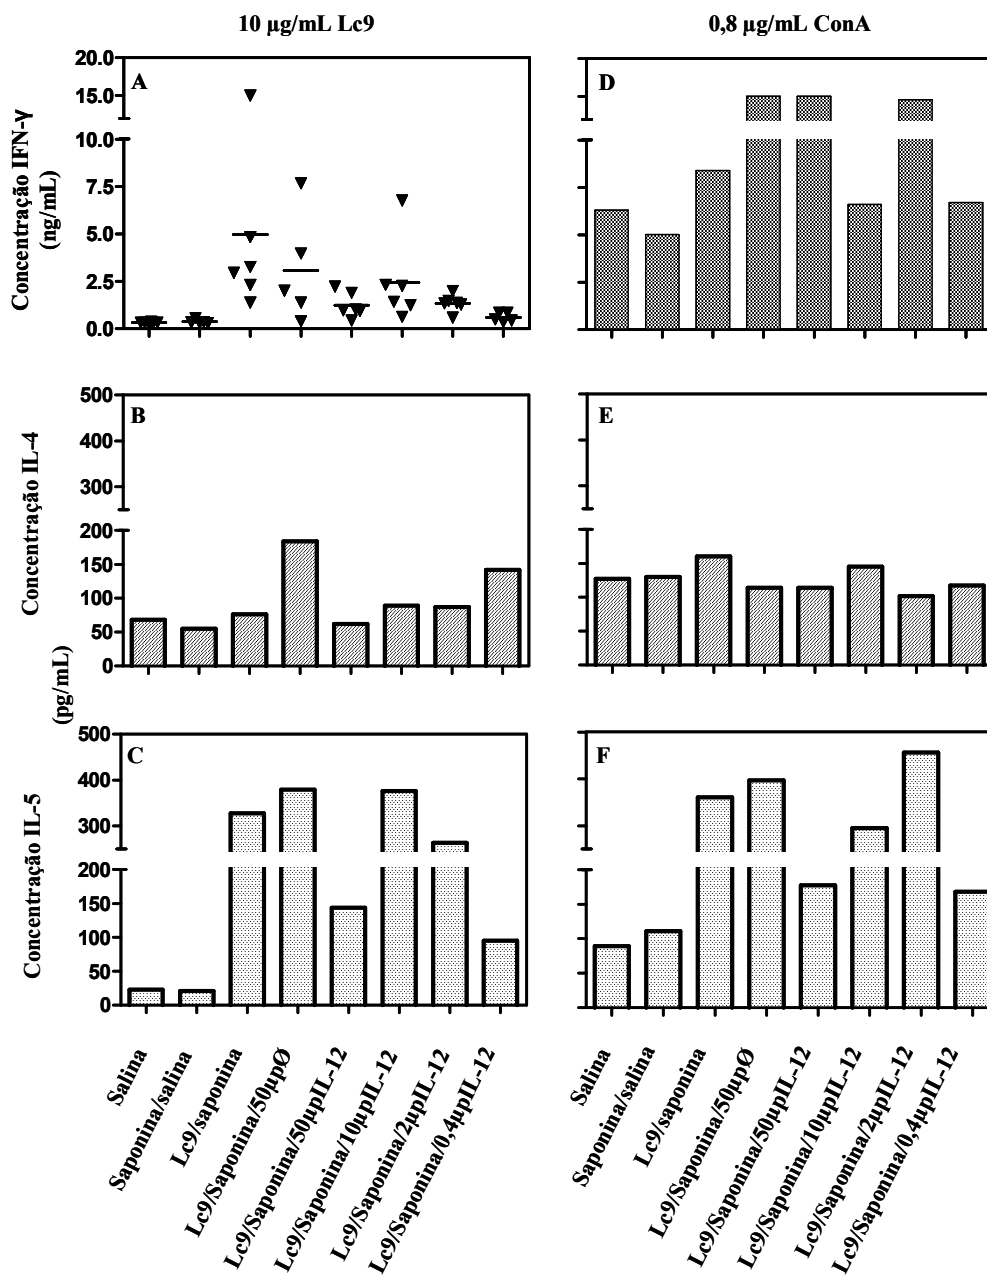 10 µg/mL Lc9
0,8 µg/mL ConA
Concentração IFN-γ
(ng/mL)
20.0
15.0
10.0
7.5
5.0
2.5
0.0
A
D
Concentração IL-4
(pg/mL)
500
400
300
200
150
100
50
0
B
E
Concentração IL-5
500
400
300
200
150
100
50
0
C
F
Salina
Saponina/salina
Lc9/saponina
Lc9/Saponina/50µpØ
Lc9/Saponina/50µpIL-12
Lc9/Saponina/10µpIL-12
Lc9/Saponina/2µpIL-12
Lc9/Saponina/0,4µpIL-12
Salina
Saponina/salina
Lc9/saponina
Lc9/Saponina/50µpØ
Lc9/Saponina/50µpIL-12
Lc9/Saponina/10µpIL-12
Lc9/Saponina/2µpIL-12
Lc9/Saponina/0,4µpIL-12